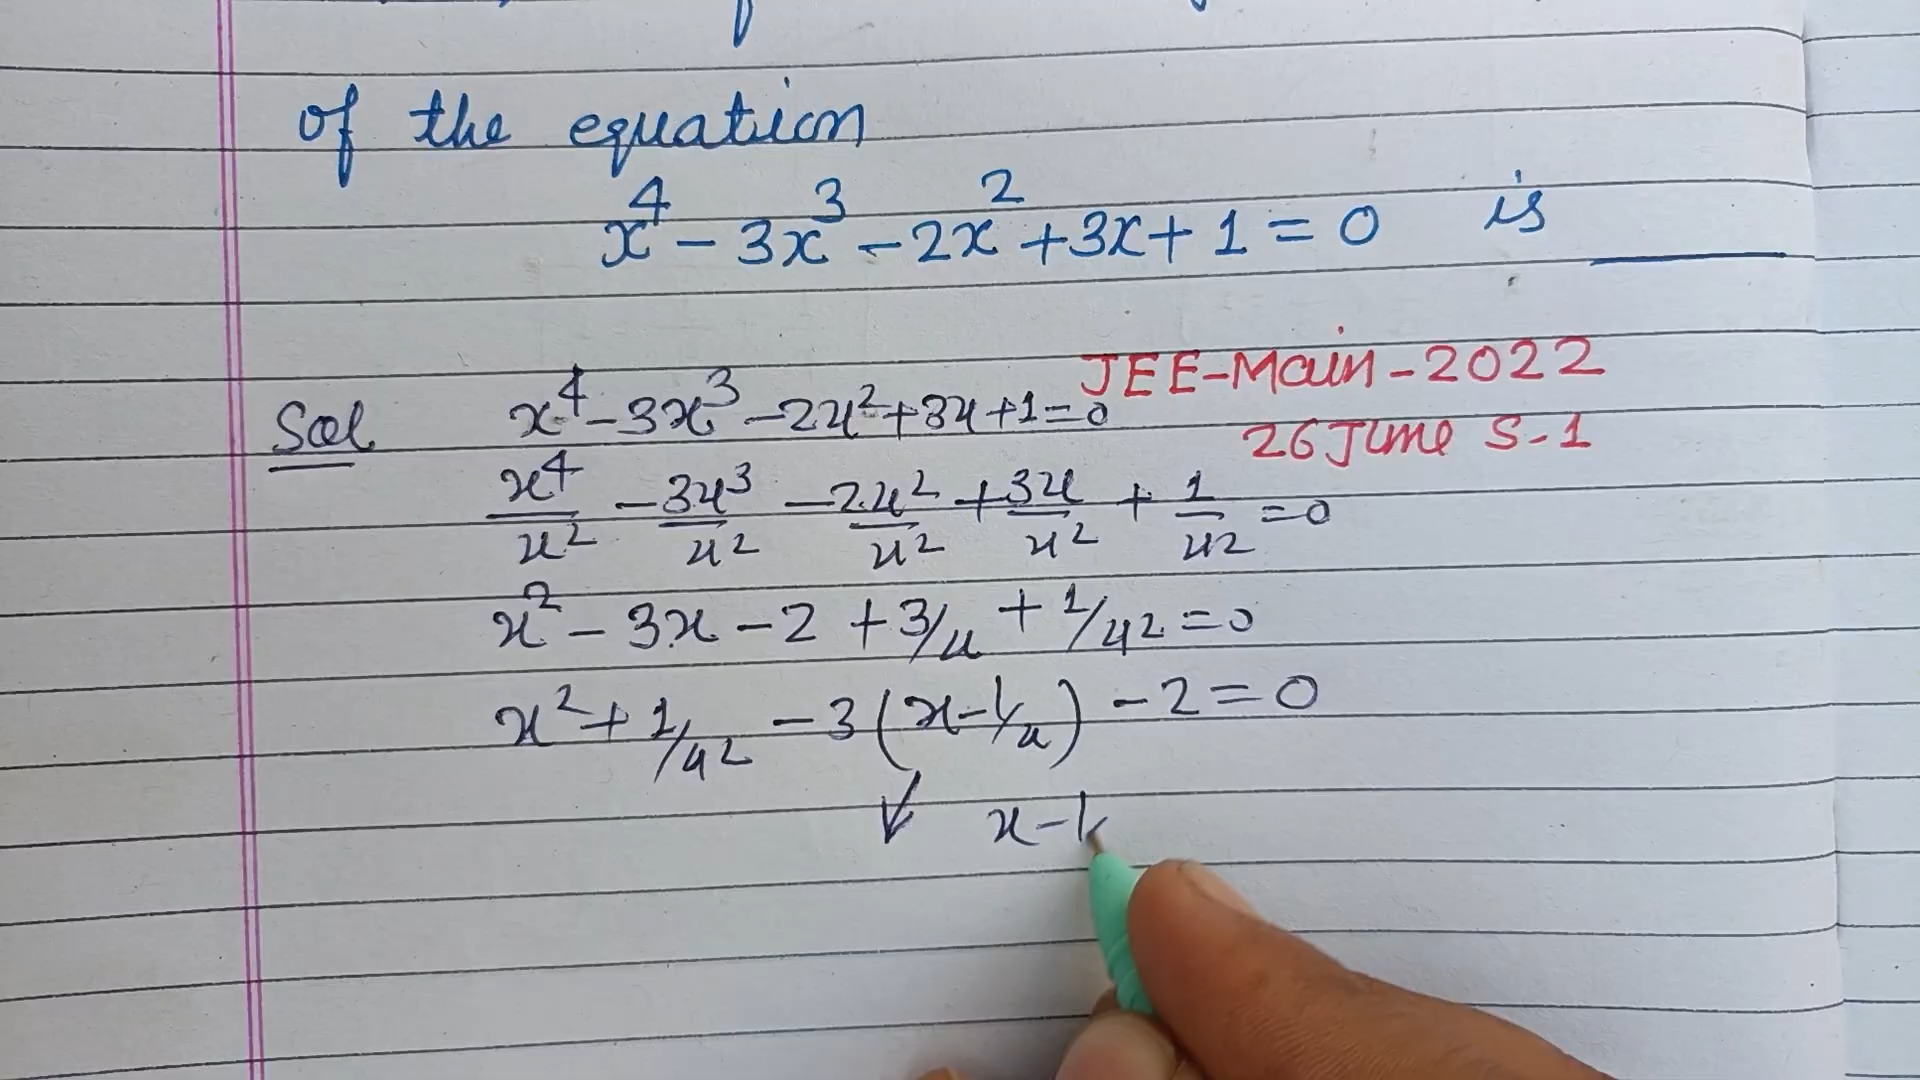 of the equation
x⁴ - 3x³ - 2x² + 3x + 1 = 0 is ____
JEE-Main-2022
26 June S-1
Sol x⁴ - 3x³ - 2x² + 3x + 1 = 0
x⁴/x² - 3x³/x² - 2x²/x² + 3x/x² + 1/x² = 0
x² - 3x - 2 + 3/x + 1/x² = 0
x² + 1/x² - 3(x - 1/x) - 2 = 0
x - 1